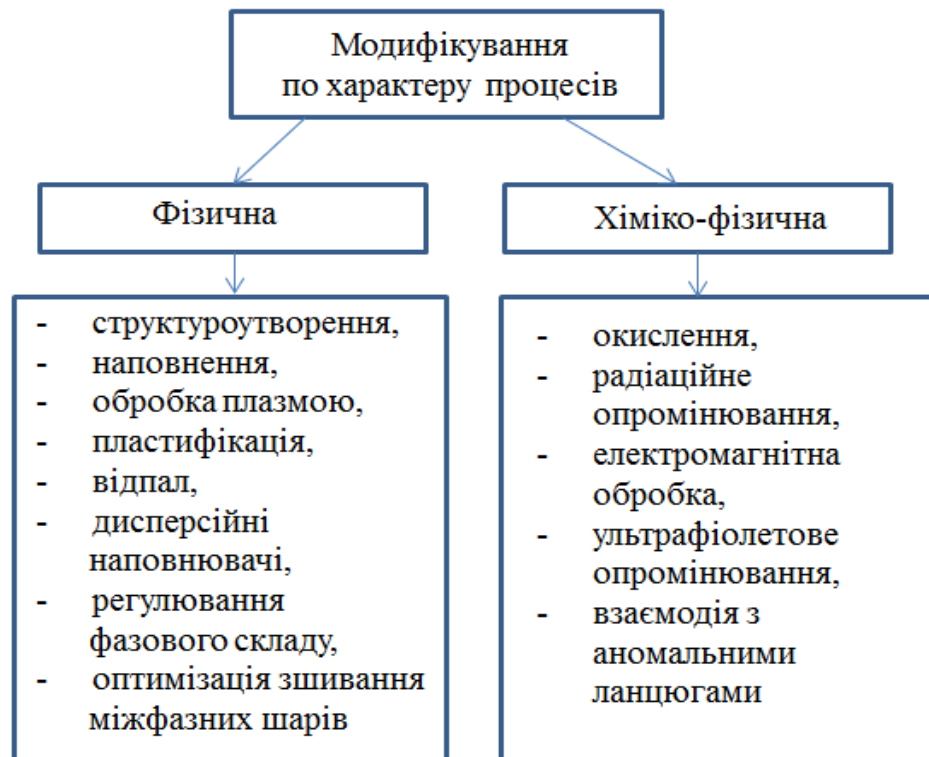 Модифікування
по характеру процесів
Фізична
Хіміко-фізична
- структуроутворення,
- наповнення,
- обробка плазмою,
- пластифікація,
- відпал,
- дисперсійні
наповнювачі,
- регулювання
фазового складу,
- оптимізація зшивання
міжфазних шарів
- окислення,
- радіаційне
опромінювання,
- електромагнітна
обробка,
- ультрафіолетове
опромінювання,
- взаємодія з
аномальними
ланцюгами